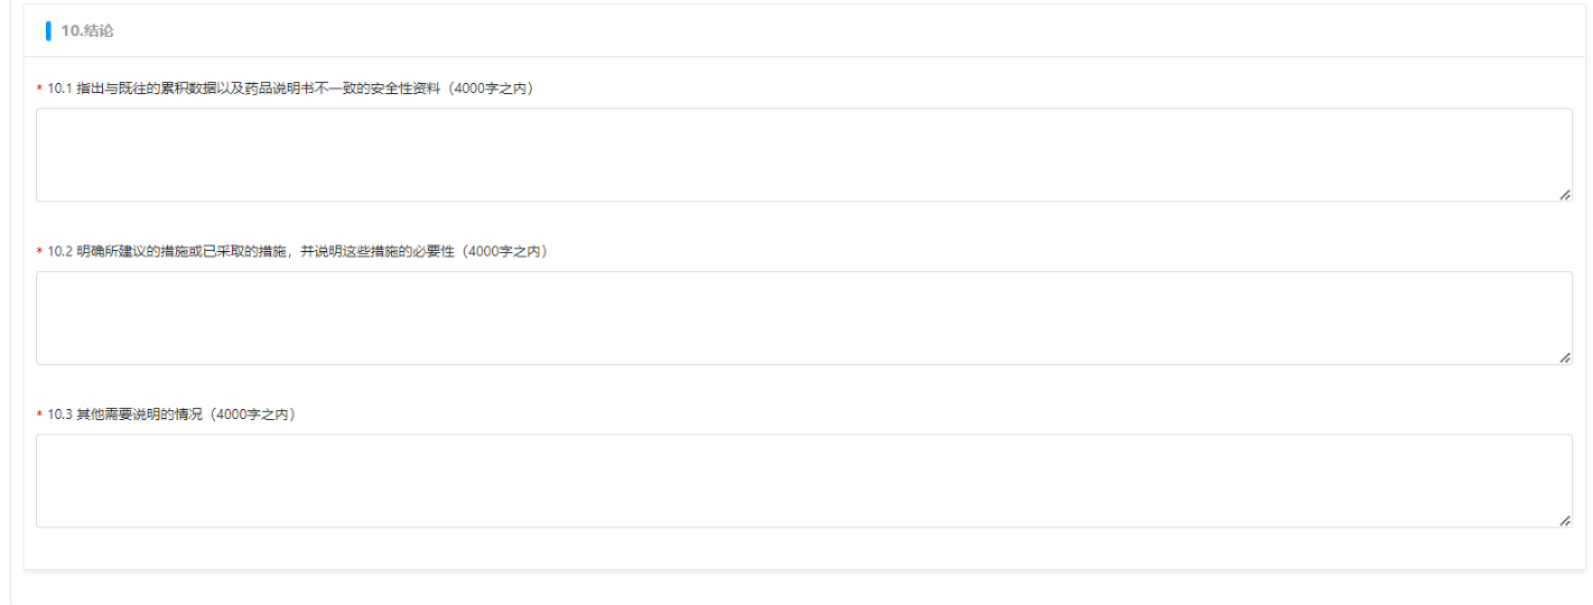 10.结论
* 10.1 指出与既往的累积数据以及药品说明书不一致的安全性资料（4000字之内）
* 10.2 明确所建议的措施或已采取的措施，并说明这些措施的必要性（4000字之内）
* 10.3 其他需要说明的情况（4000字之内）